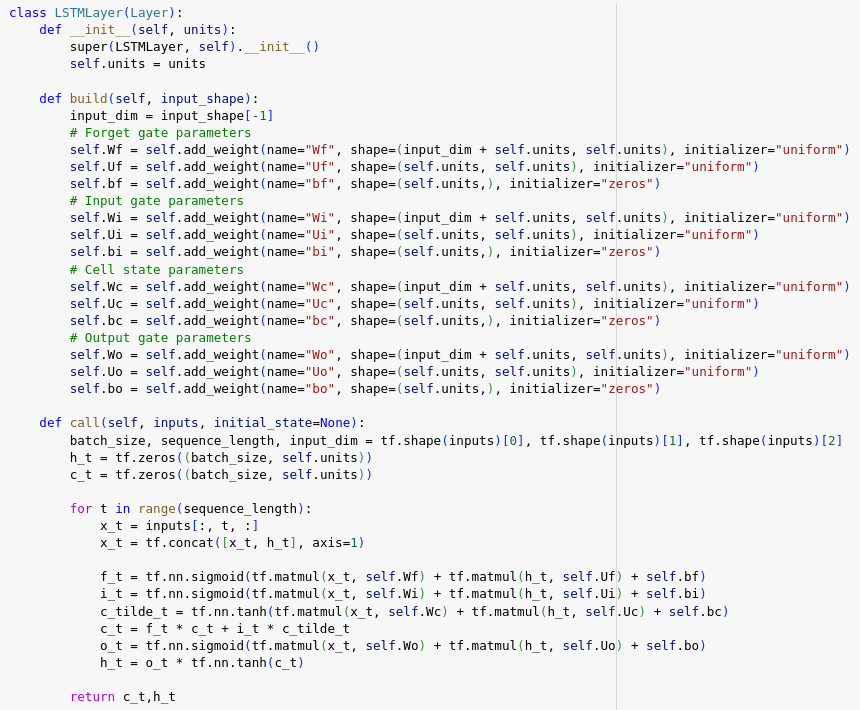 class LSTMLayer(Layer):
    def __init__(self, units):
        super(LSTMLayer, self).__init__()
        self.units = units

    def build(self, input_shape):
        input_dim = input_shape[-1]
        # Forget gate parameters
        self.Wf = self.add_weight(name="Wf", shape=(input_dim + self.units, self.units), initializer="uniform")
        self.Uf = self.add_weight(name="Uf", shape=(self.units, self.units), initializer="uniform")
        self.bf = self.add_weight(name="bf", shape=(self.units,), initializer="zeros")
        # Input gate parameters
        self.Wi = self.add_weight(name="Wi", shape=(input_dim + self.units, self.units), initializer="uniform")
        self.Ui = self.add_weight(name="Ui", shape=(self.units, self.units), initializer="uniform")
        self.bi = self.add_weight(name="bi", shape=(self.units,), initializer="zeros")
        # Cell state parameters
        self.Wc = self.add_weight(name="Wc", shape=(input_dim + self.units, self.units), initializer="uniform")
        self.Uc = self.add_weight(name="Uc", shape=(self.units, self.units), initializer="uniform")
        self.bc = self.add_weight(name="bc", shape=(self.units,), initializer="zeros")
        # Output gate parameters
        self.Wo = self.add_weight(name="Wo", shape=(input_dim + self.units, self.units), initializer="uniform")
        self.Uo = self.add_weight(name="Uo", shape=(self.units, self.units), initializer="uniform")
        self.bo = self.add_weight(name="bo", shape=(self.units,), initializer="zeros")

    def call(self, inputs, initial_state=None):
        batch_size, sequence_length, input_dim = tf.shape(inputs)[0], tf.shape(inputs)[1], tf.shape(inputs)[2]
        h_t = tf.zeros((batch_size, self.units))
        c_t = tf.zeros((batch_size, self.units))

        for t in range(sequence_length):
            x_t = inputs[:, t, :]
            x_t = tf.concat([x_t, h_t], axis=1)

            f_t = tf.nn.sigmoid(tf.matmul(x_t, self.Wf) + tf.matmul(h_t, self.Uf) + self.bf)
            i_t = tf.nn.sigmoid(tf.matmul(x_t, self.Wi) + tf.matmul(h_t, self.Ui) + self.bi)
            c_tilde_t = tf.nn.tanh(tf.matmul(x_t, self.Wc) + tf.matmul(h_t, self.Uc) + self.bc)
            c_t = f_t * c_t + i_t * c_tilde_t
            o_t = tf.nn.sigmoid(tf.matmul(x_t, self.Wo) + tf.matmul(h_t, self.Uo) + self.bo)
            h_t = o_t * tf.nn.tanh(c_t)

        return c_t,h_t